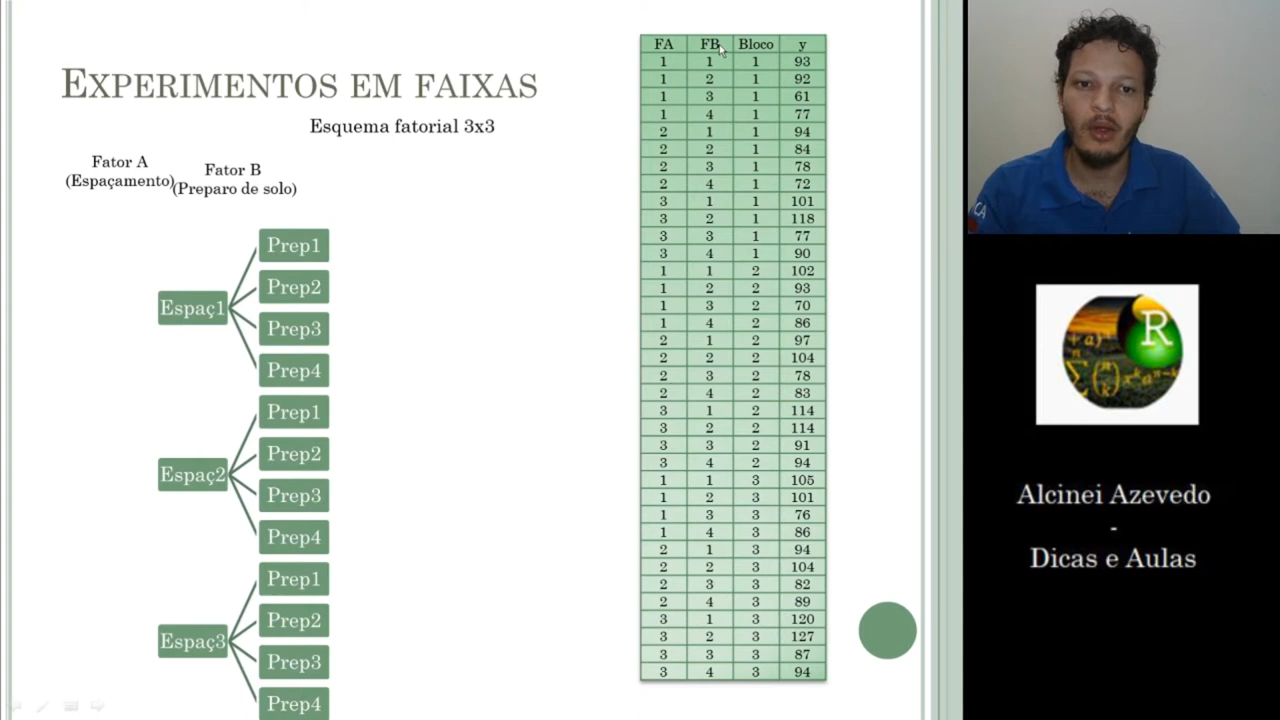 EXPERIMENTOS EM FAIXAS
Esquema fatorial 3x3
Fator A
(Espaçamento)
Fator B
(Preparo de solo)
Espaç1
Prep1
Prep2
Prep3
Prep4
Espaç2
Prep1
Prep2
Prep3
Prep4
Espaç3
Prep1
Prep2
Prep3
Prep4
FA FB Bloco y
1 1 1 93
1 2 1 92
1 3 1 61
1 4 1 77
2 1 1 94
2 2 1 84
2 3 1 78
2 4 1 72
3 1 1 101
3 2 1 118
3 3 1 77
3 4 1 90
1 1 2 102
1 2 2 93
1 3 2 70
1 4 2 86
2 1 2 97
2 2 2 104
2 3 2 78
2 4 2 83
3 1 2 114
3 2 2 114
3 3 2 91
3 4 2 94
1 1 3 105
1 2 3 101
1 3 3 76
1 4 3 86
2 1 3 94
2 2 3 104
2 3 3 82
2 4 3 89
3 1 3 120
3 2 3 127
3 3 3 87
3 4 3 94
R
Alcinei Azevedo
-
Dicas e Aulas